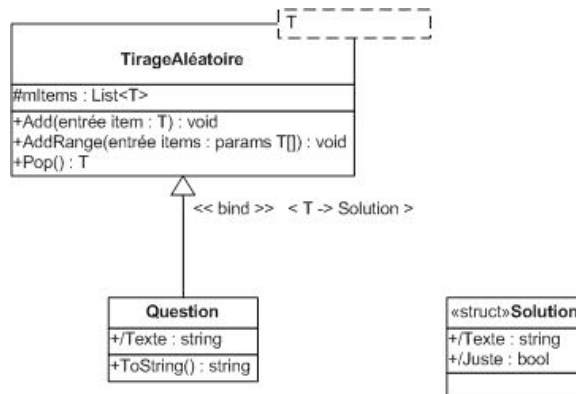 T
TirageAléatoire
#mItems : List<T>
+Add(entrée item : T) : void
+AddRange(entrée items : params T[]) : void
+Pop() : T
<< bind >> < T -> Solution >
Question
+/Texte : string
+ToString() : string
«struct»Solution
+/Texte : string
+/Juste : bool